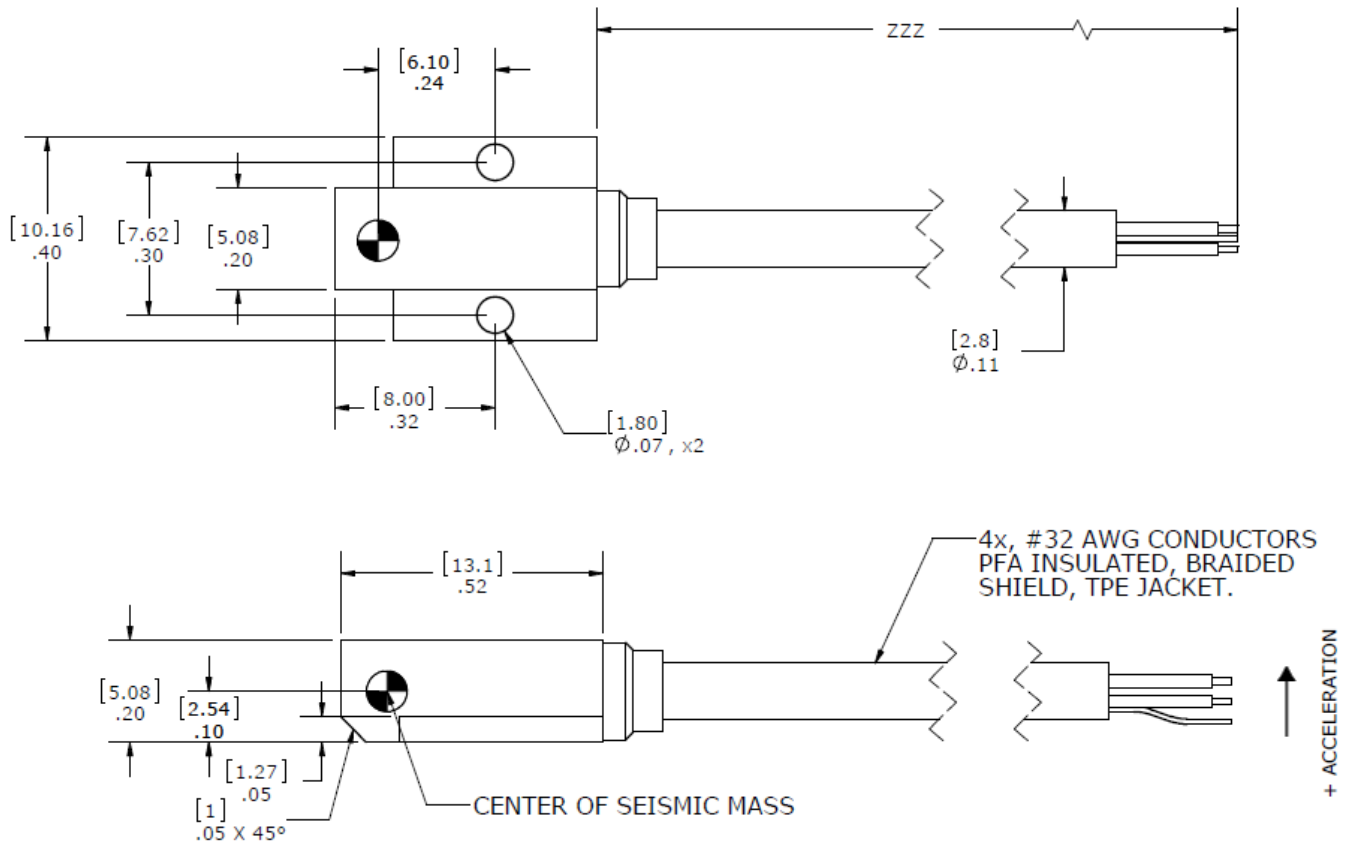 ZZZ
[6.10]
.24
[10.16]
.40
[7.62]
.30
[5.08]
.20
[2.8]
Ø.11
[8.00]
.32
[1.80]
Ø.07, x2
4x, #32 AWG CONDUCTORS
PFA INSULATED, BRAIDED
SHIELD, TPE JACKET.
[13.1]
.52
[5.08]
.20
[2.54]
.10
[1.27]
.05
[1]
.05 X 45°
CENTER OF SEISMIC MASS
+ ACCELERATION